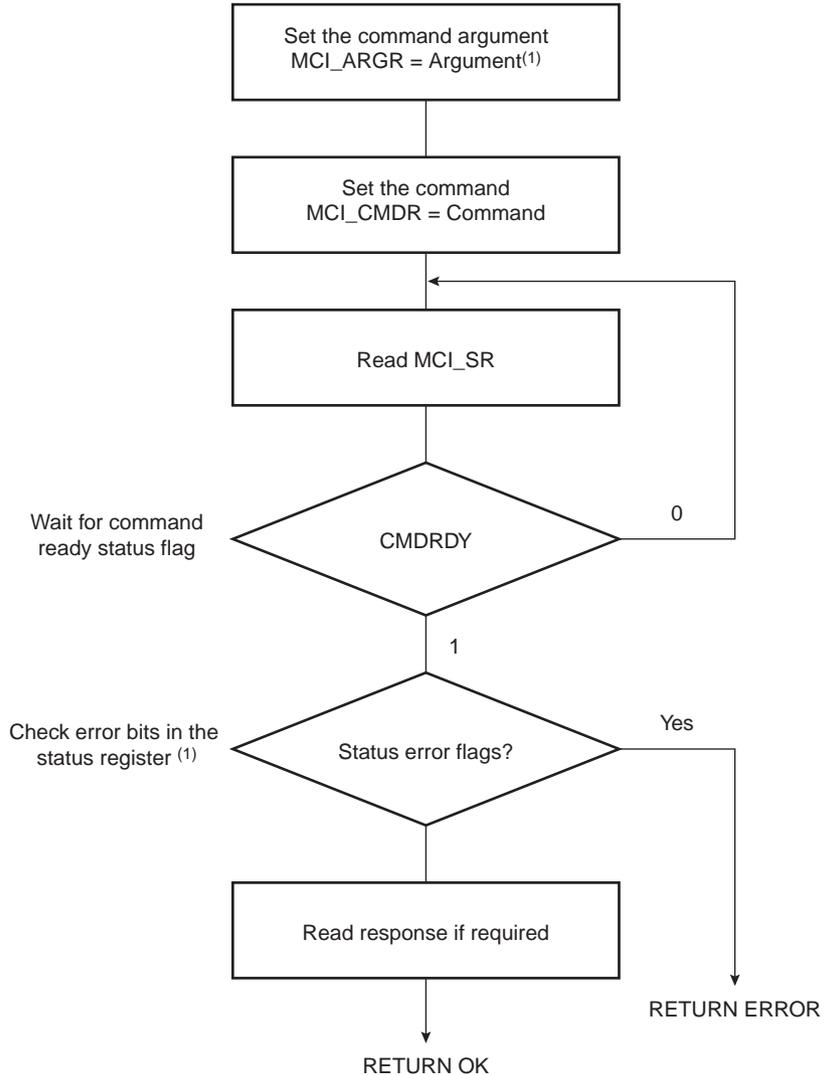 Set the command argument
MCI_ARGR = Argument(1)
Set the command
MCI_CMDR = Command
Read MCI_SR
Wait for command
ready status flag
CMDRDY
0
1
Check error bits in the
status register (1)
Status error flags?
Yes
Read response if required
RETURN ERROR
RETURN OK